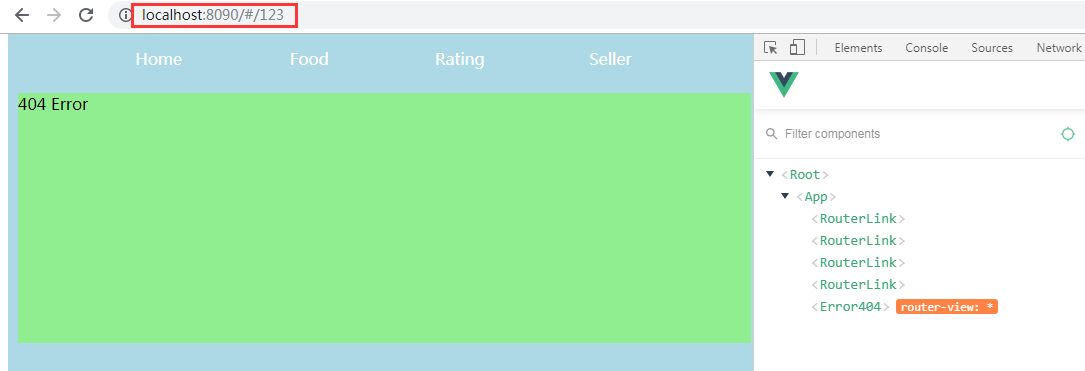 localhost:8090/#/123
Home Food Rating Seller
404 Error
Elements Console Sources Network
Filter components
<Root>
<App>
<RouterLink>
<RouterLink>
<RouterLink>
<RouterLink>
<Error404> router-view: *